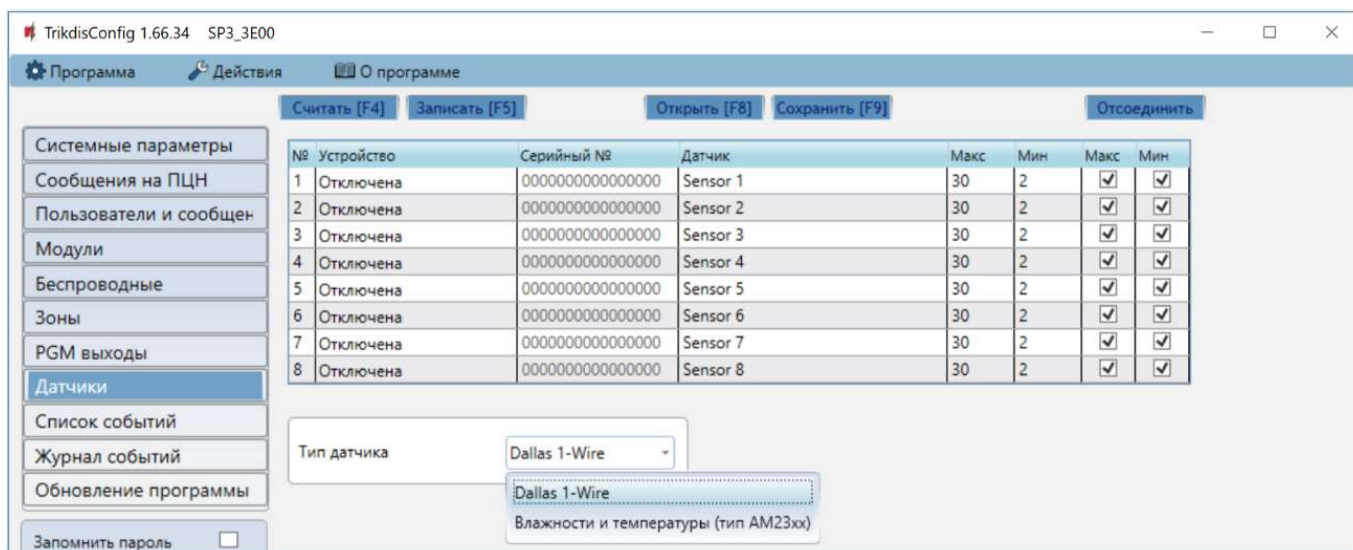 TrikdisConfig 1.66.34 SP3_3E00
Программа Действия О программе
Считать [F4] Записать [F5] Открыть [F8] Сохранить [F9] Отсоединить
Системные параметры
Сообщения на ПЦН
Пользователи и сообщен
Модули
Беспроводные
Зоны
PGM выходы
Датчики
Список событий
Журнал событий
Обновление программы
Запомнить пароль
№ Устройство Серийный № Датчик Макс Мин Макс Мин
1 Отключена 0000000000000000 Sensor 1 30 2
2 Отключена 0000000000000000 Sensor 2 30 2
3 Отключена 0000000000000000 Sensor 3 30 2
4 Отключена 0000000000000000 Sensor 4 30 2
5 Отключена 0000000000000000 Sensor 5 30 2
6 Отключена 0000000000000000 Sensor 6 30 2
7 Отключена 0000000000000000 Sensor 7 30 2
8 Отключена 0000000000000000 Sensor 8 30 2
Тип датчика Dallas 1-Wire
Dallas 1-Wire
Влажности и температуры (тип AM23xx)